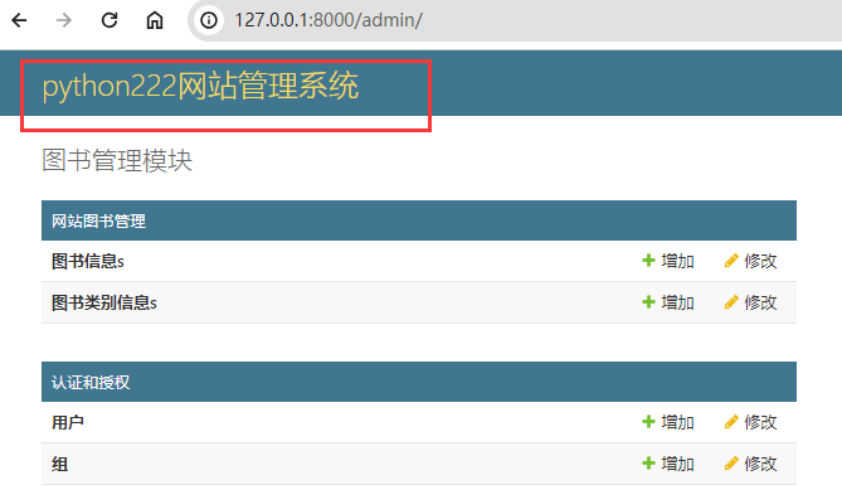 127.0.0.1:8000/admin/
python222网站管理系统
图书管理模块
网站图书管理
图书信息s 增加 修改
图书类别信息s 增加 修改
认证和授权
用户 增加 修改
组 增加 修改